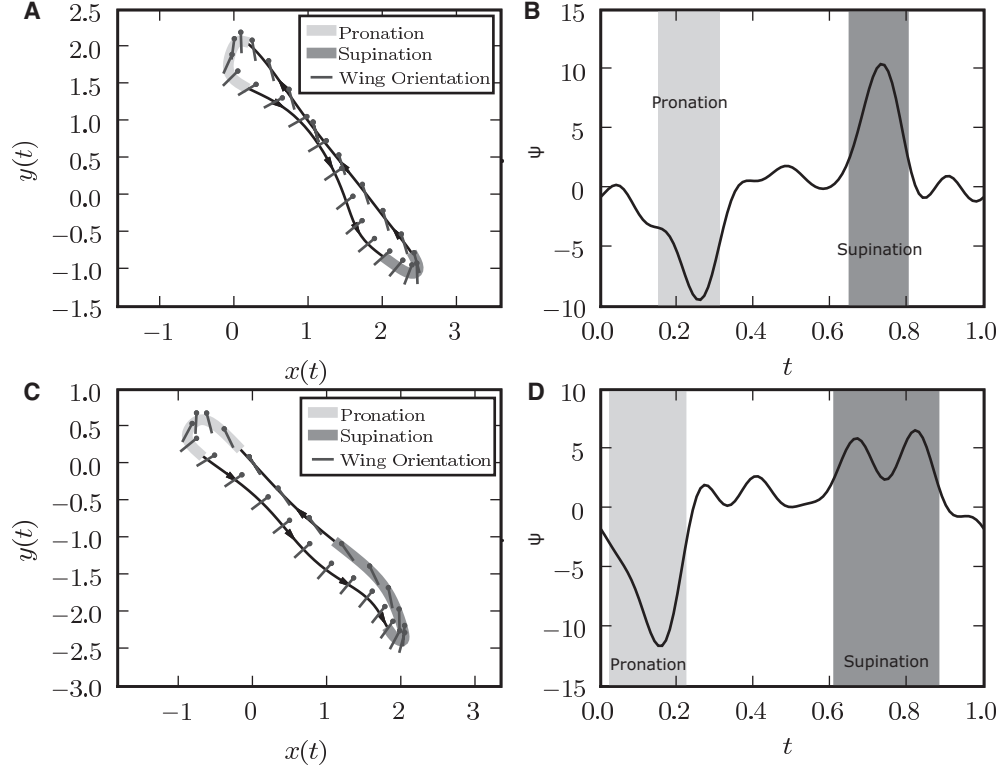 A
2.5
2.0
1.5
1.0
0.5
0.0
−0.5
−1.0
−1.5
y(t)
−1
0
1
2
3
x(t)
Pronation
Supination
Wing Orientation
B
15
10
5
0
−5
−10
ψ
Pronation
Supination
0.0
0.2
0.4
0.6
0.8
1.0
t
C
1.0
0.5
0.0
−0.5
−1.0
−1.5
−2.0
−2.5
−3.0
y(t)
−1
0
1
2
3
x(t)
Pronation
Supination
Wing Orientation
D
10
5
0
−5
−10
−15
ψ
Pronation
Supination
0.0
0.2
0.4
0.6
0.8
1.0
t